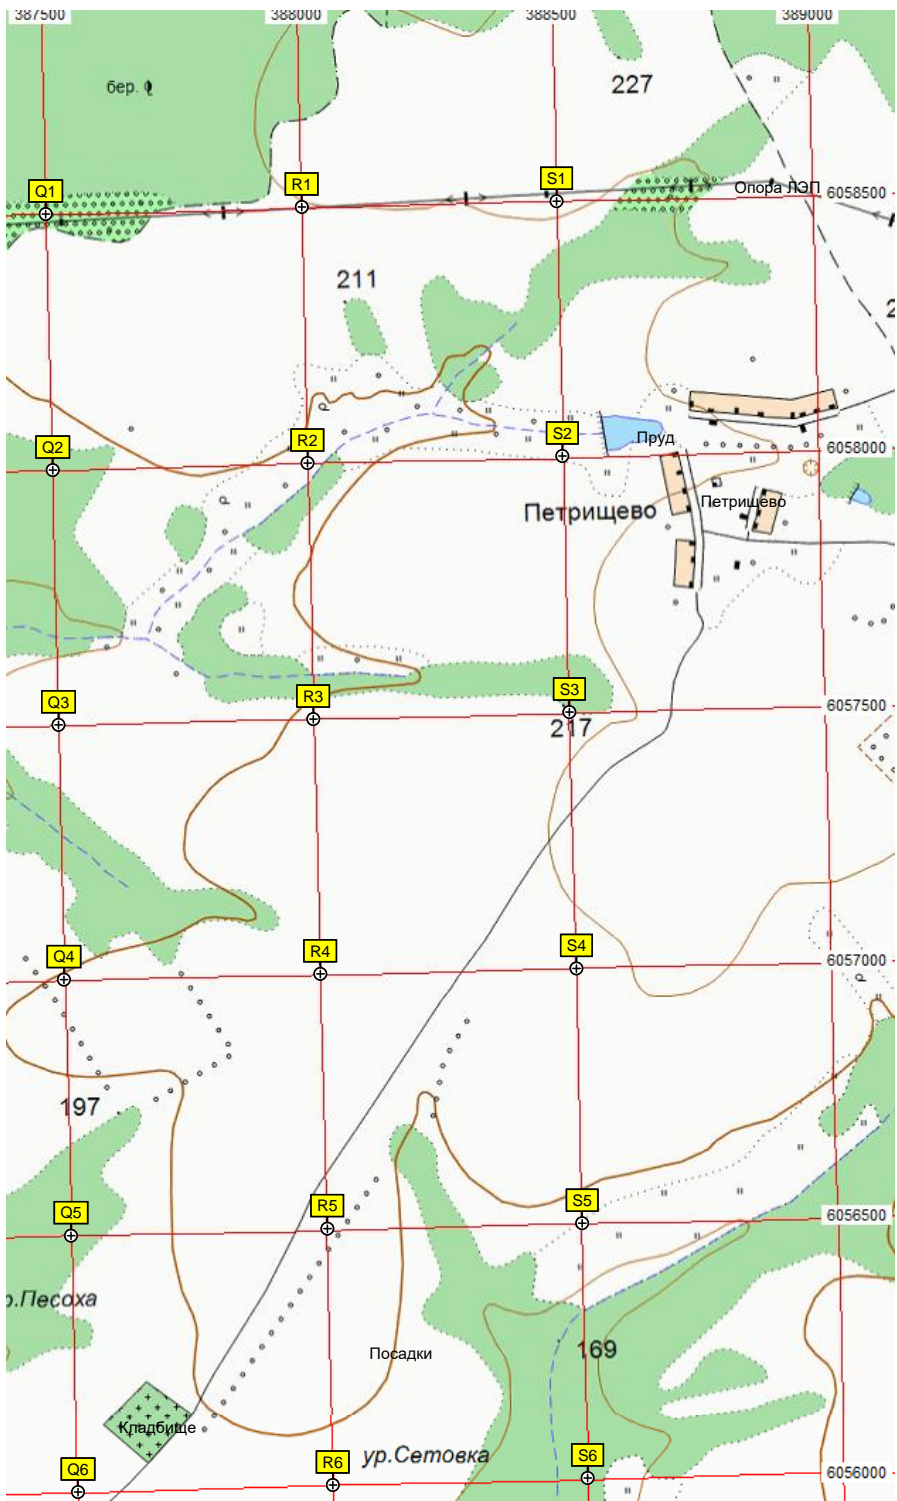 387500 388000 388500 389000
227
бер.
Q1 R1 S1 Опора ЛЭП 6058500
211
2
Q2 R2 S2 Пруд 6058000
Петрищево Петрищево
Q3 R3 S3 6057500
217
Q4 R4 S4 6057000
197
Q5 R5 S5 6056500
р.Песоха
169
Посадки
Кладбище
ур.Сетовка
Q6 R6 S6 6056000